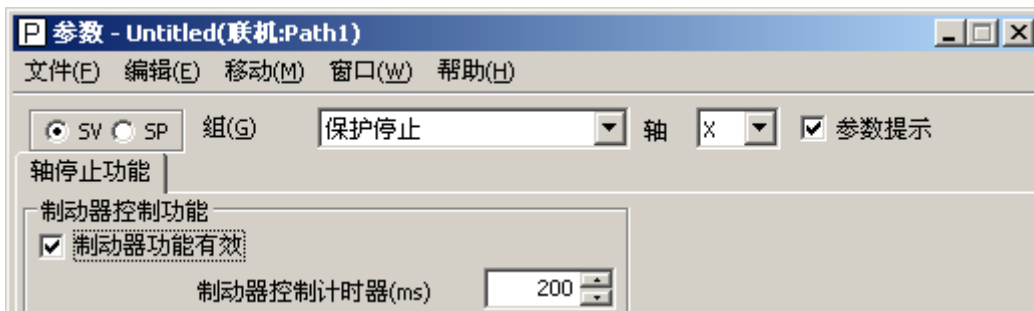 P 参数 - Untitled(联机:Path1)
文件(F) 编辑(E) 移动(M) 窗口(W) 帮助(H)
SV SP 组(G) 保护停止 轴 X 参数提示
轴停止功能
制动器控制功能
制动器功能有效
制动器控制计时器(ms) 200